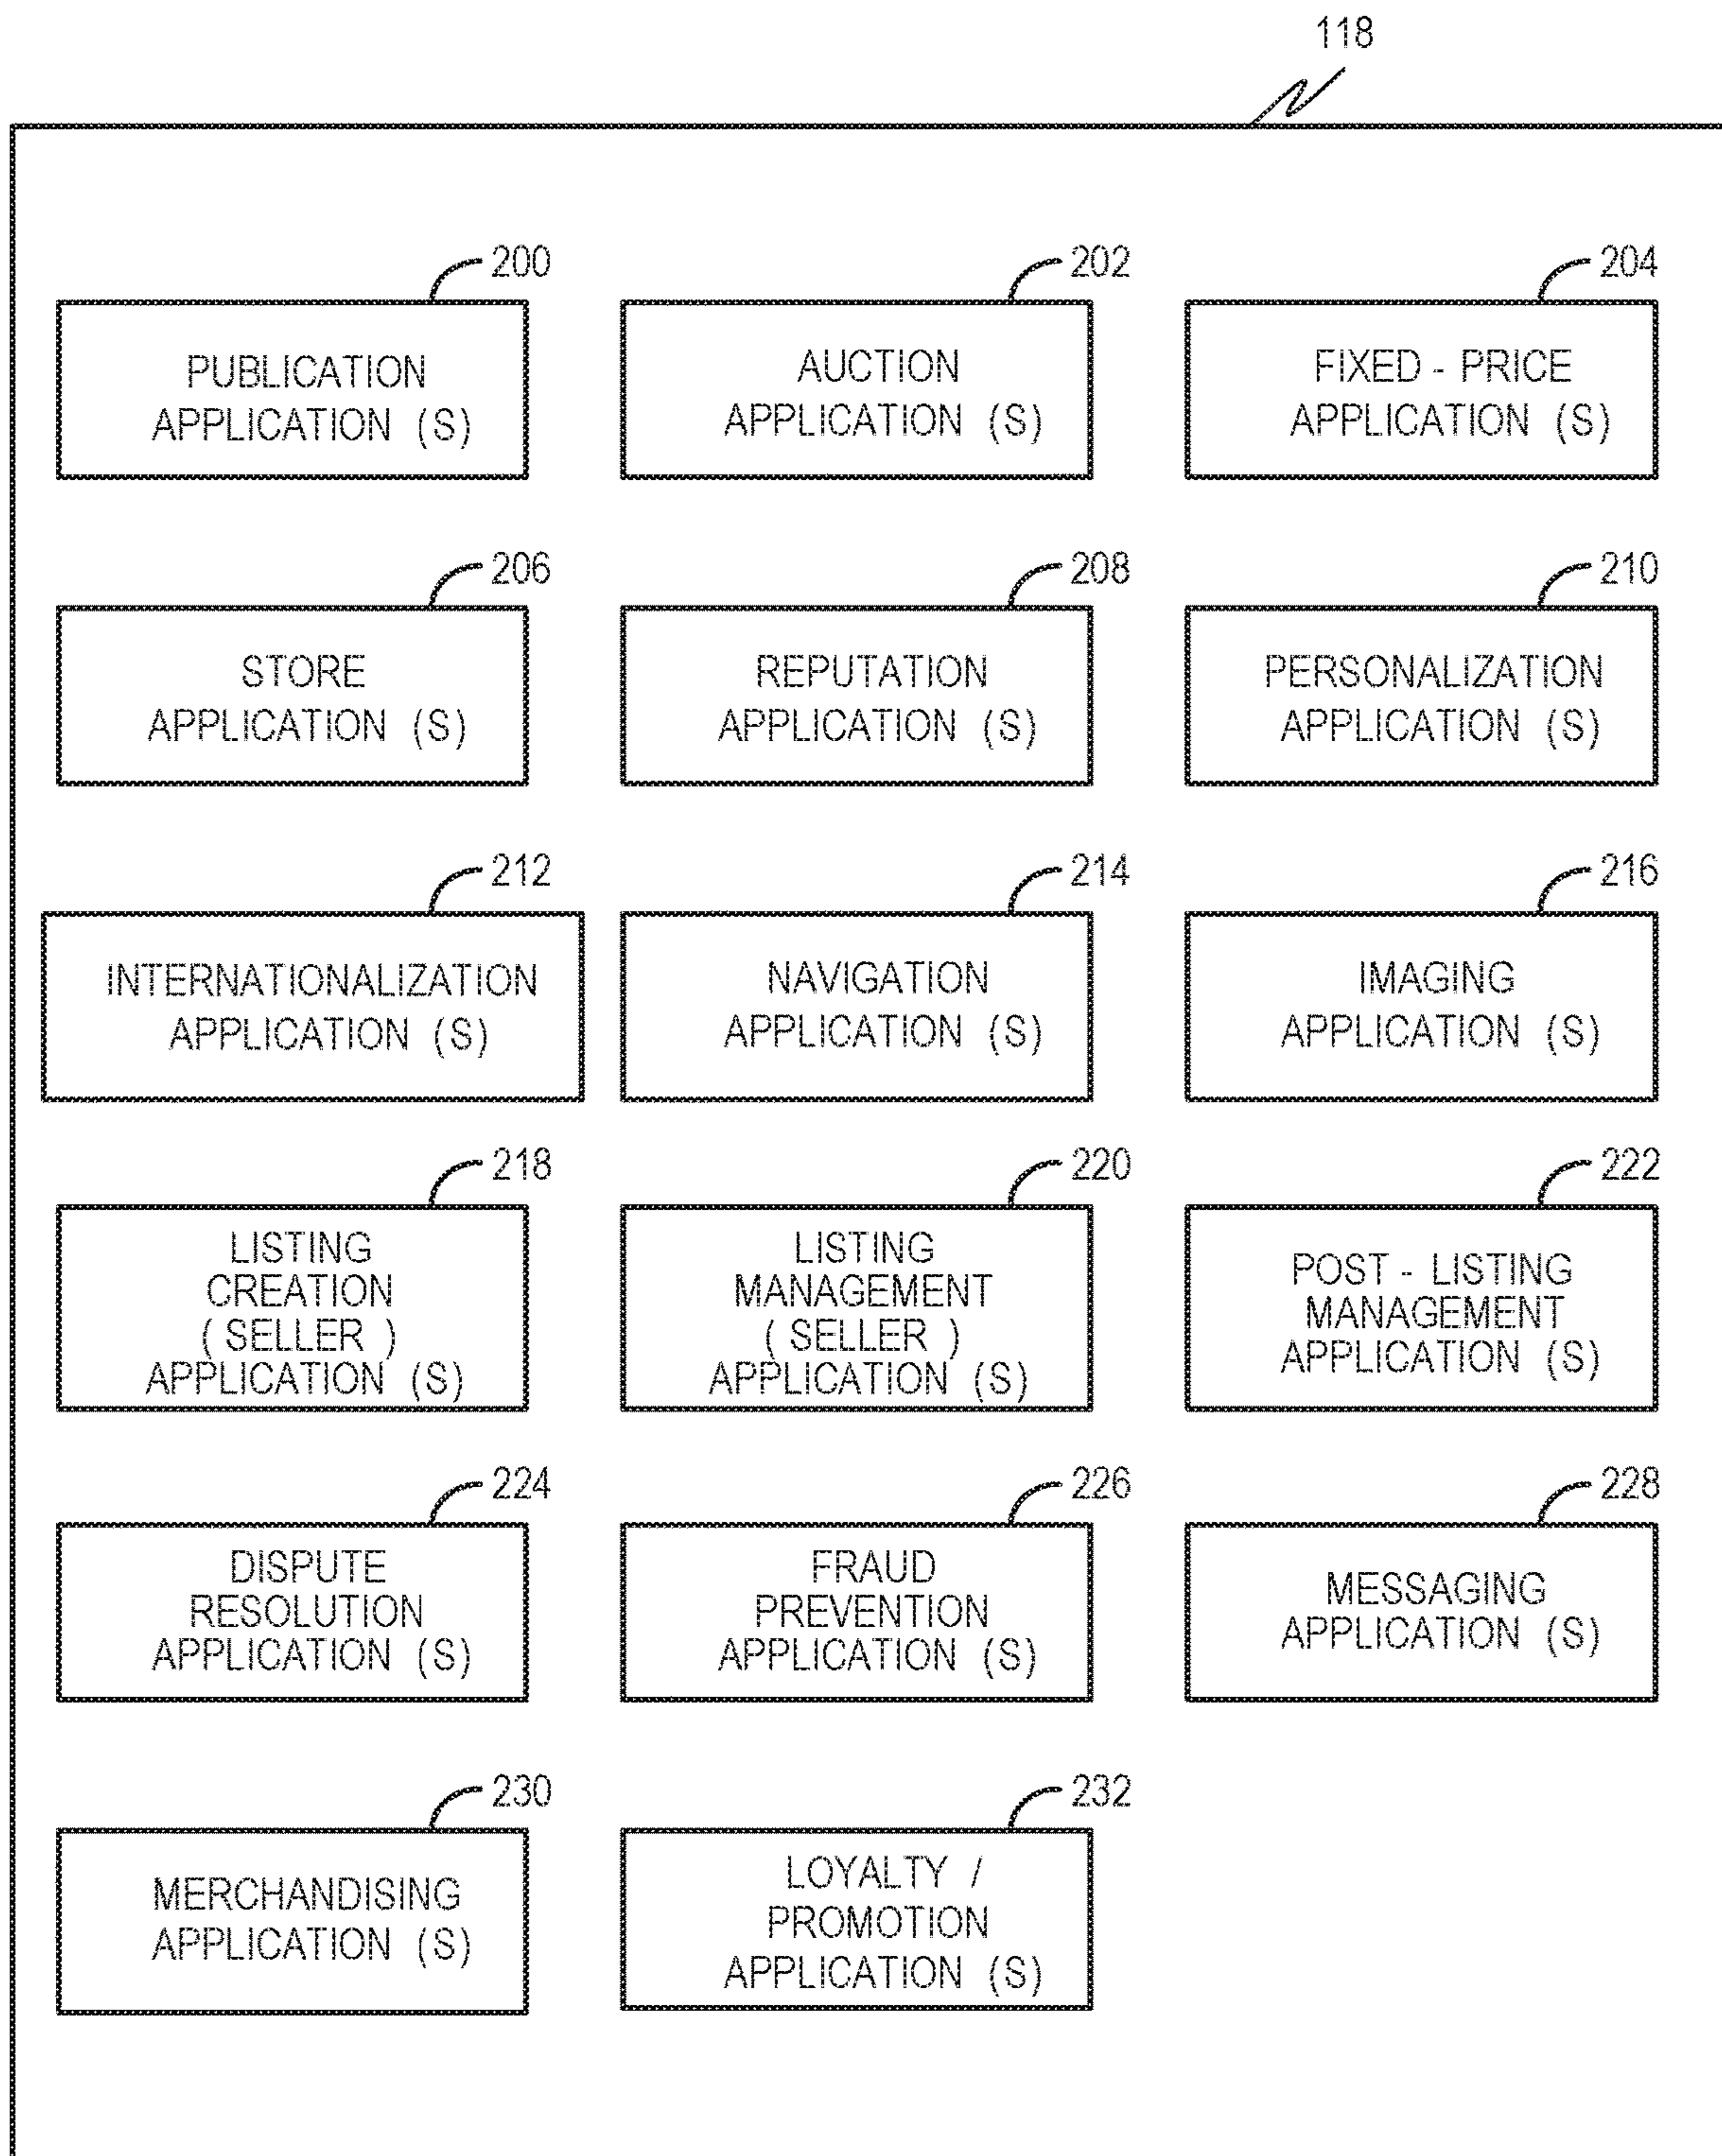 118
200
PUBLICATION
APPLICATION (S)
202
AUCTION
APPLICATION (S)
204
FIXED - PRICE
APPLICATION (S)
206
STORE
APPLICATION (S)
208
REPUTATION
APPLICATION (S)
210
PERSONALIZATION
APPLICATION (S)
212
INTERNATIONALIZATION
APPLICATION (S)
214
NAVIGATION
APPLICATION (S)
216
IMAGING
APPLICATION (S)
218
LISTING
CREATION
( SELLER )
APPLICATION (S)
220
LISTING
MANAGEMENT
( SELLER )
APPLICATION (S)
222
POST - LISTING
MANAGEMENT
APPLICATION (S)
224
DISPUTE
RESOLUTION
APPLICATION (S)
226
FRAUD
PREVENTION
APPLICATION (S)
228
MESSAGING
APPLICATION (S)
230
MERCHANDISING
APPLICATION (S)
232
LOYALTY /
PROMOTION
APPLICATION (S)